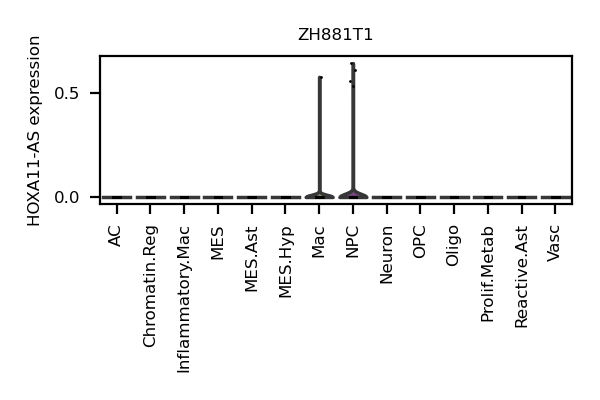 ZH881T1
HOXA11-AS expression
0.5
0.0
AC
Chromatin.Reg
Inflammatory.Mac
MES
MES.Ast
MES.Hyp
Mac
NPC
Neuron
OPC
Oligo
Prolif.Metab
Reactive.Ast
Vasc